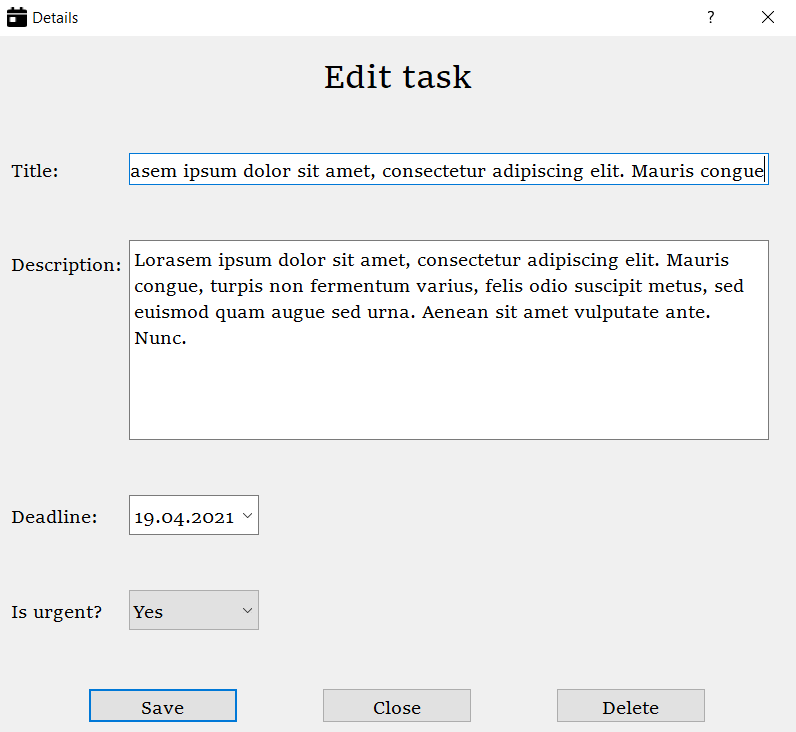 Details
Edit task
Title:
asem ipsum dolor sit amet, consectetur adipiscing elit. Mauris congue
Description:
Lorasem ipsum dolor sit amet, consectetur adipiscing elit. Mauris
congue, turpis non fermentum varius, felis odio suscipit metus, sed
euismod quam augue sed urna. Aenean sit amet vulputate ante.
Nunc.
Deadline:
19.04.2021
Is urgent?
Yes
Save
Close
Delete